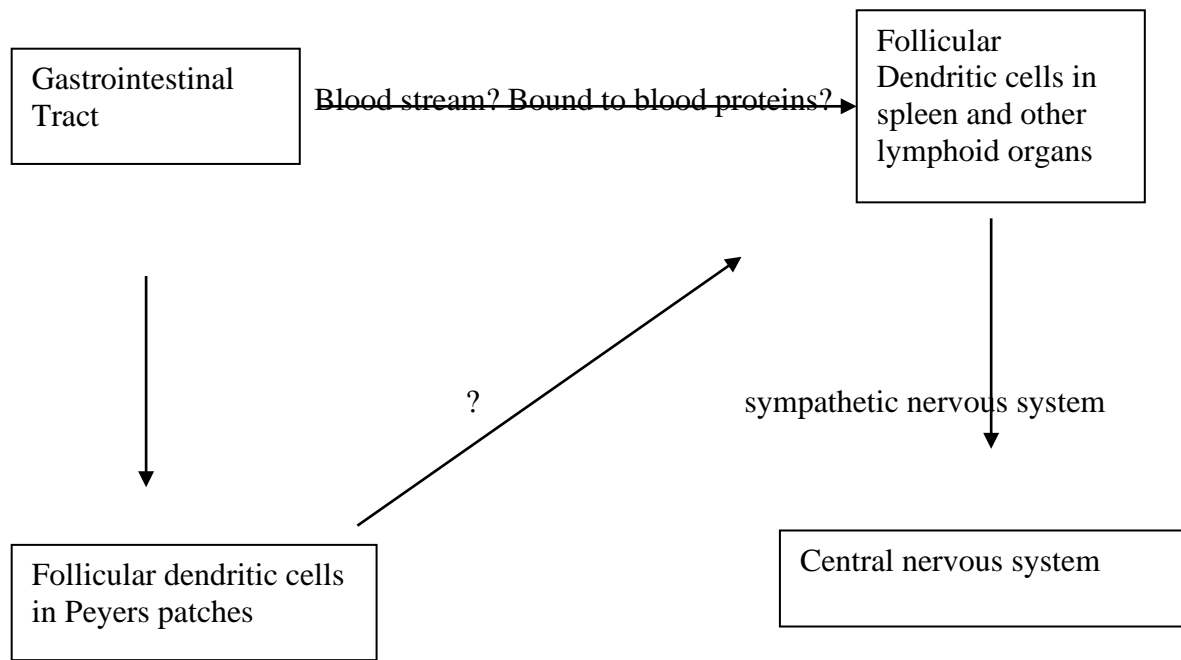 Gastrointestinal
Tract
Blood stream? Bound to blood proteins?
Follicular
Dendritic cells in
spleen and other
lymphoid organs
?
sympathetic nervous system
Follicular dendritic cells
in Peyers patches
Central nervous system